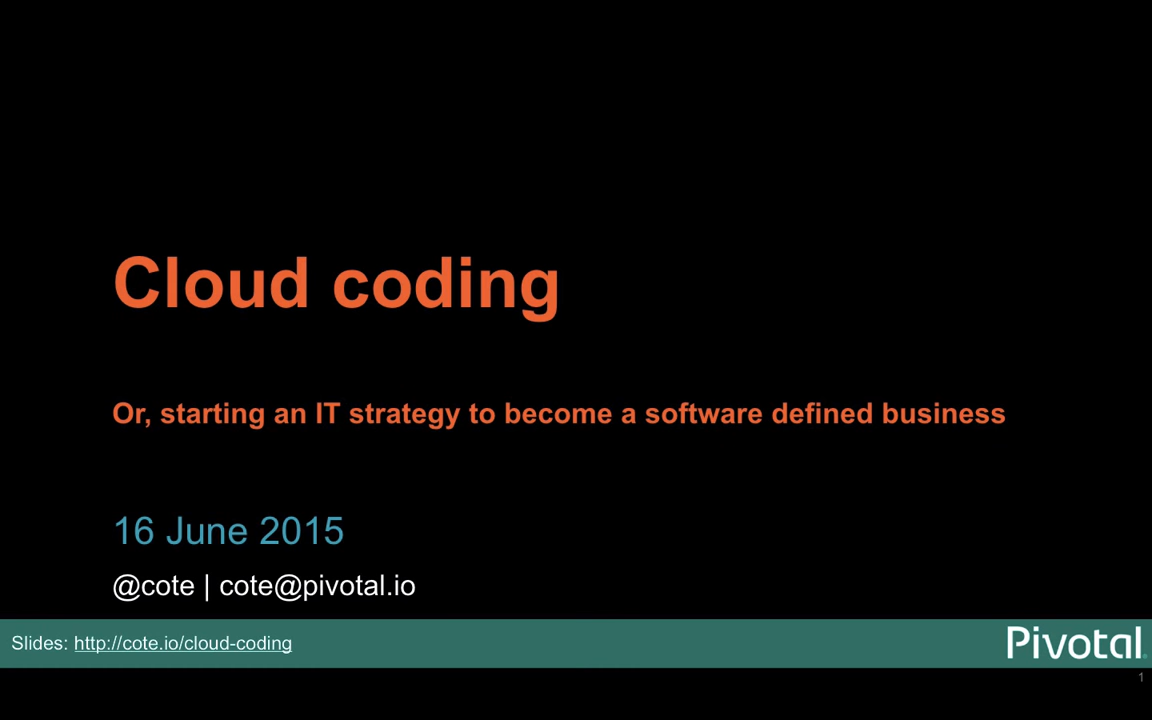 Cloud coding
Or, starting an IT strategy to become a software defined business
16 June 2015
@cote | cote@pivotal.io
Slides: http://cote.io/cloud-coding
Pivotal
1